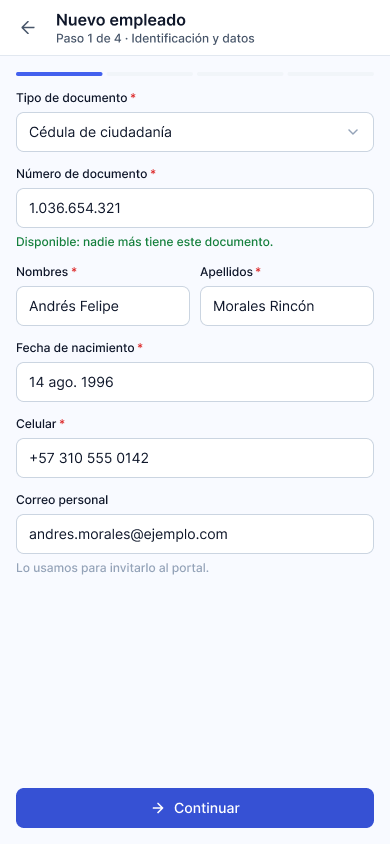 Nuevo empleado
Paso 1 de 4 · Identificación y datos
Tipo de documento *
Cédula de ciudadanía
Número de documento *
1.036.654.321
Disponible: nadie más tiene este documento.
Nombres * Apellidos *
Andrés Felipe Morales Rincón
Fecha de nacimiento *
14 ago. 1996
Celular *
+57 310 555 0142
Correo personal
andres.morales@ejemplo.com
Lo usamos para invitarlo al portal.
Continuar